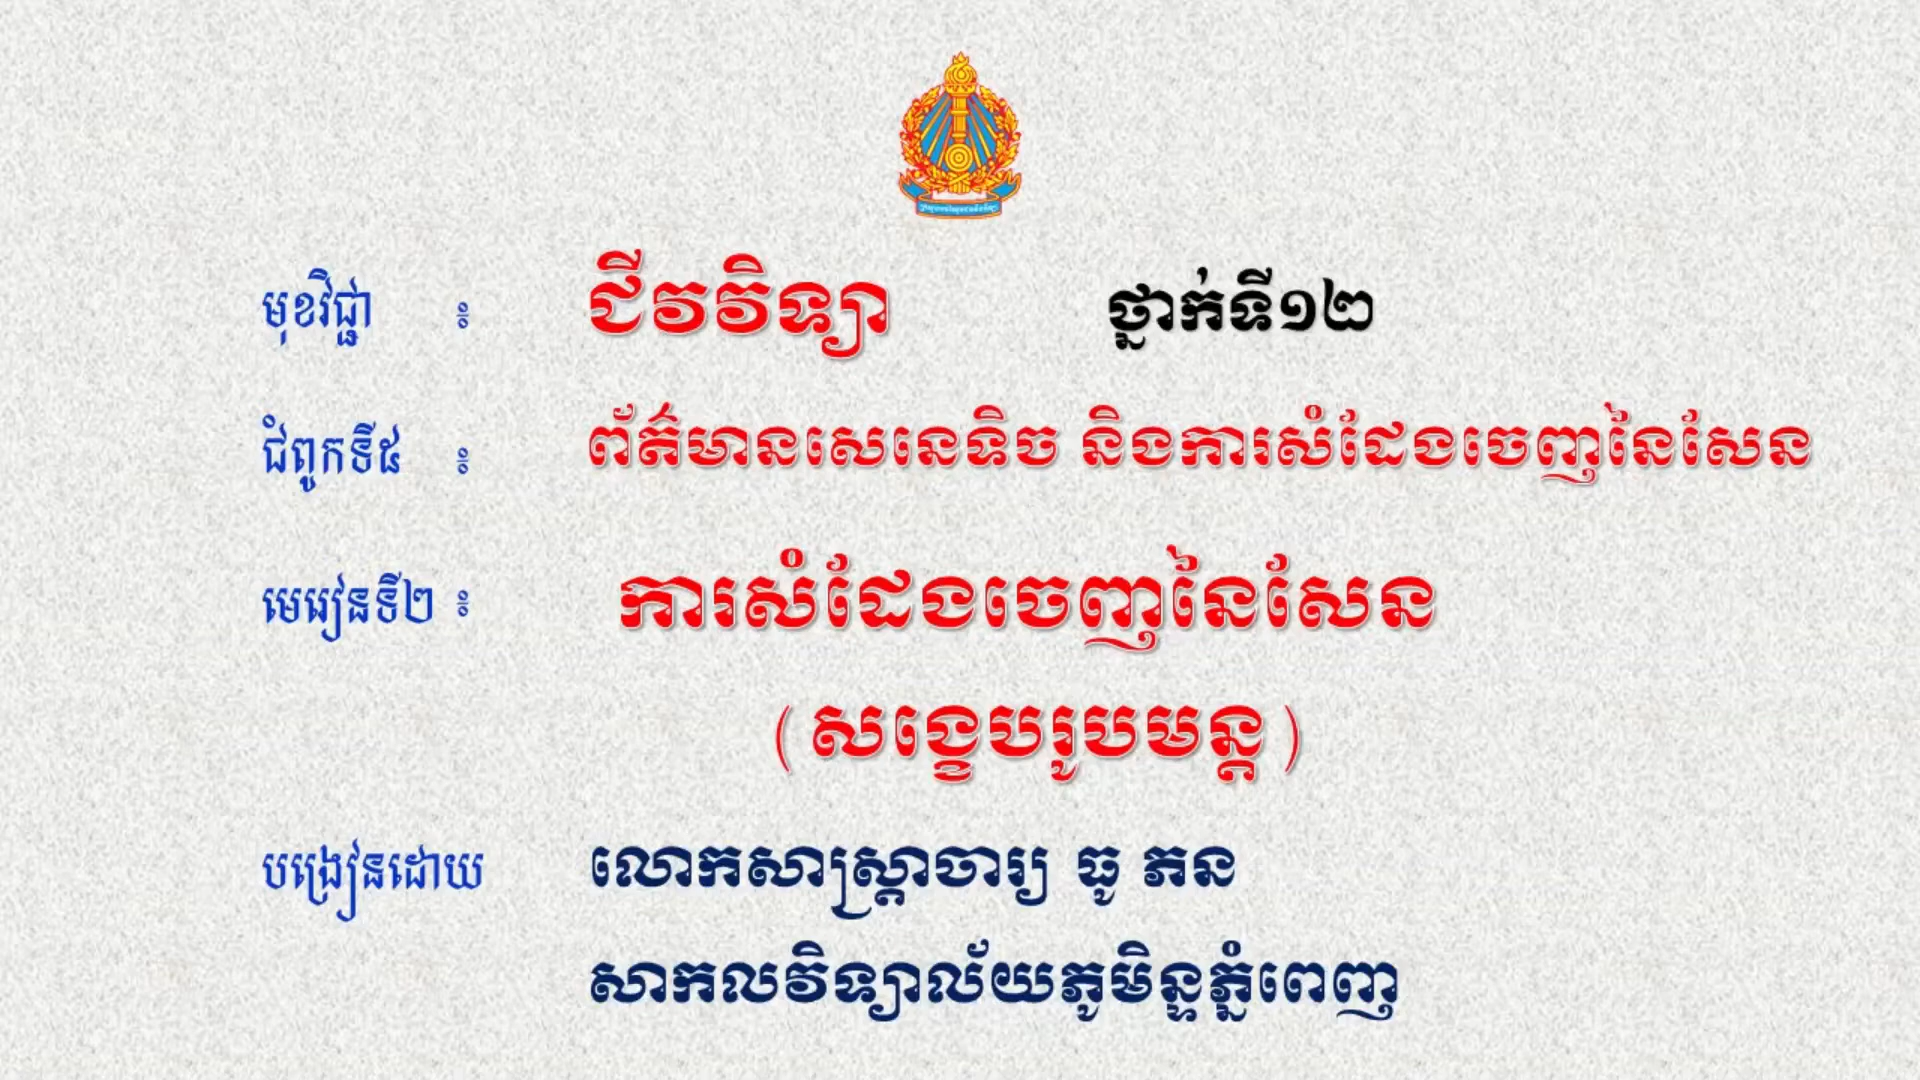 មុខវិជ្ជា ៖ ជីវវិទ្យា ថ្នាក់ទី១២
ជំពូកទី៥ ៖ ព័ត៌មានសេនេទិច និងការសំដែងចេញនៃសែន
មេរៀនទី២ ៖ ការសំដែងចេញនៃសែន
( សង្ខេបរូបមន្ត )
បង្រៀនដោយ លោកសាស្ត្រាចារ្យ ធូ ភន
សាកលវិទ្យាល័យភូមិន្ទភ្នំពេញ